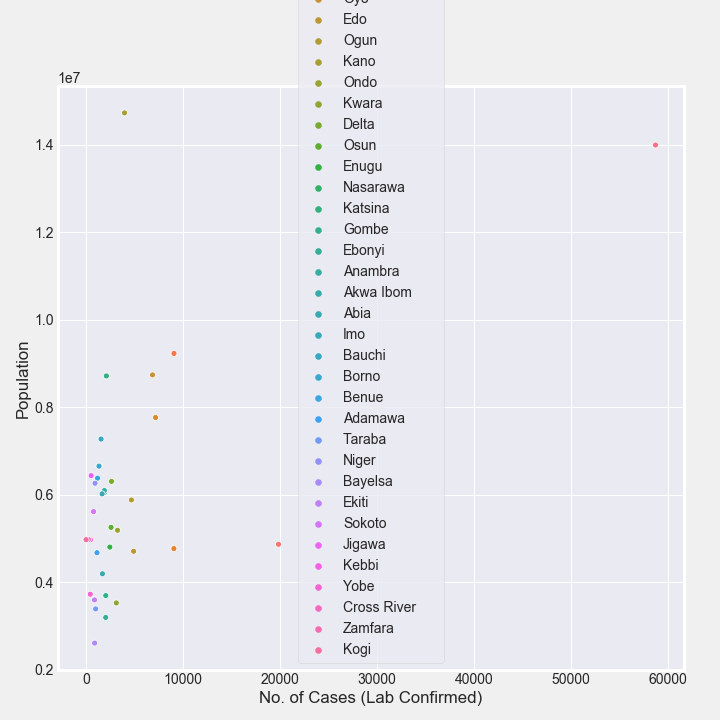 Edo
Ogun
Kano
Ondo
Kwara
Delta
Osun
Enugu
Nasarawa
Katsina
Gombe
Ebonyi
Anambra
Akwa Ibom
Abia
Imo
Bauchi
Borno
Benue
Adamawa
Taraba
Niger
Bayelsa
Ekiti
Sokoto
Jigawa
Kebbi
Yobe
Cross River
Zamfara
Kogi
1e7
1.4
1.2
1.0
0.8
0.6
0.4
0.2
Population
0 10000 20000 30000 40000 50000 60000
No. of Cases (Lab Confirmed)